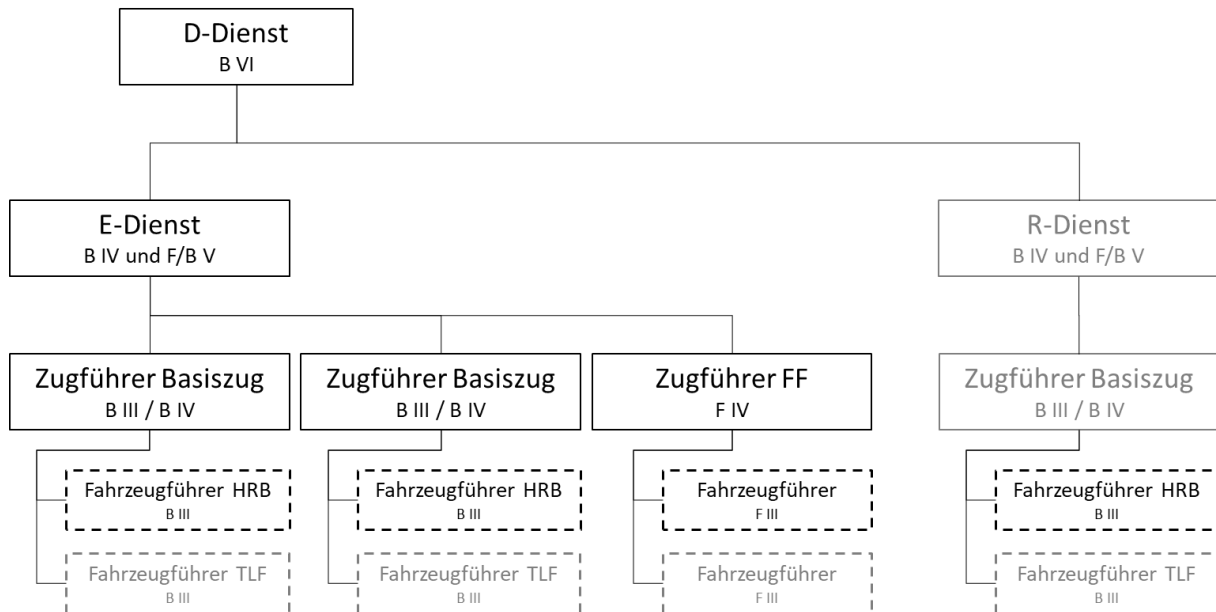 D-Dienst
B VI
E-Dienst
B IV und F/B V
R-Dienst
B IV und F/B V
Zugführer Basiszug
B III / B IV
Zugführer Basiszug
B III / B IV
Zugführer FF
F IV
Zugführer Basiszug
B III / B IV
Fahrzeugführer HRB
B III
Fahrzeugführer HRB
B III
Fahrzeugführer
F III
Fahrzeugführer HRB
B III
Fahrzeugführer TLF
B III
Fahrzeugführer TLF
B III
Fahrzeugführer
F III
Fahrzeugführer TLF
B III